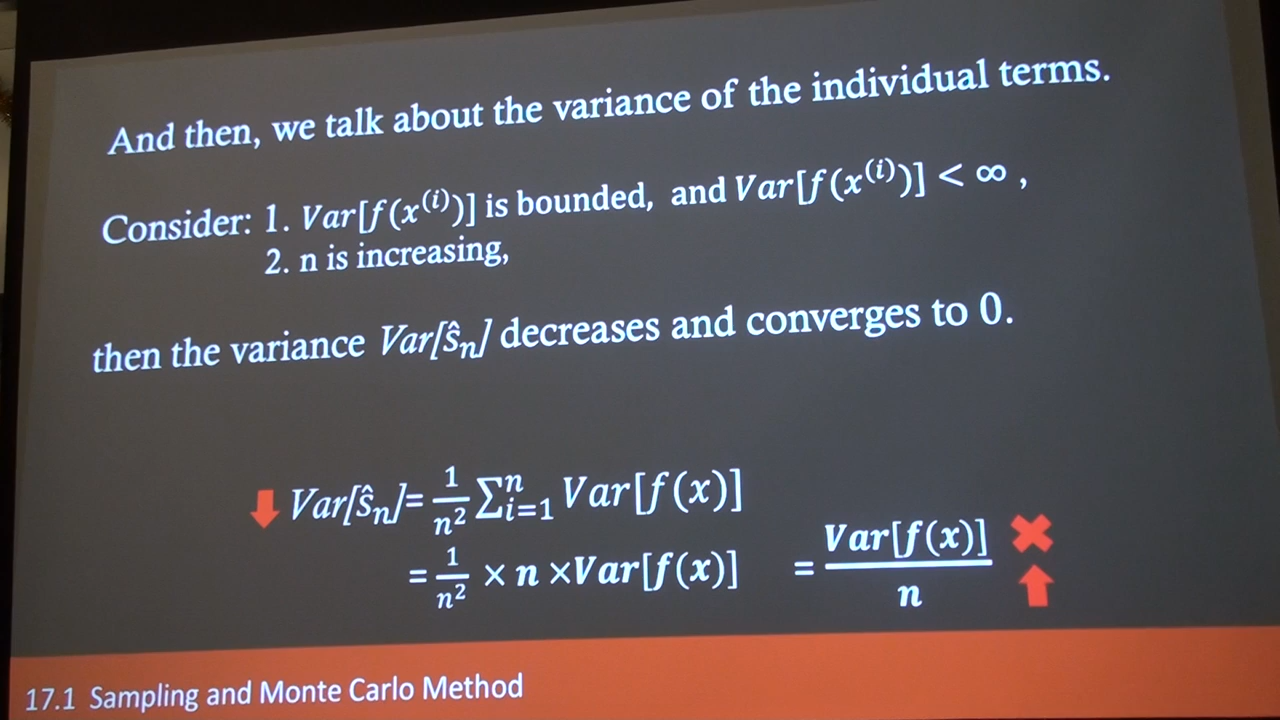 And then, we talk about the variance of the individual terms.
Consider: 1. Var[f(x⁽ⁱ⁾)] is bounded, and Var[f(x⁽ⁱ⁾)] < ∞ ,
2. n is increasing,
then the variance Var[ŝₙ] decreases and converges to 0.
Var[ŝₙ]= 1/n² ∑ⁿᵢ₌₁ Var[f(x)]
= 1/n² × n ×Var[f(x)] = Var[f(x)]/n
17.1 Sampling and Monte Carlo Method